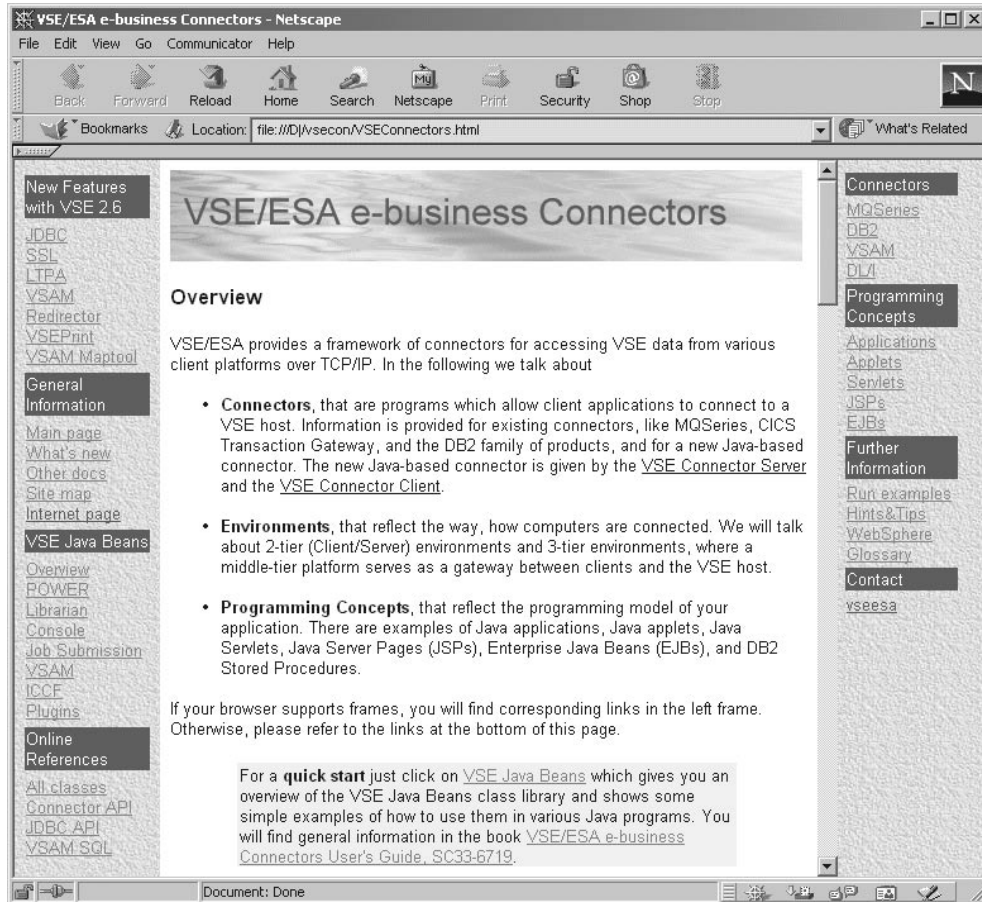 VSE/ESA e-business Connectors - Netscape
File Edit View Go Communicator Help
My
N
Back Forward Reload Home Search Netscape Print Security Shop Stop
Bookmarks Location: file:///D|/vsecon/VSEConnectors.html What's Related
New Features
with VSE 2.6
JDBC
SSL
LTPA
VSAM
Redirector
VSEPrint
VSAM Maptool
General
Information
Main page
What's new
Other docs
Site map
Internet page
VSE Java Beans
Overview
POWER
Librarian
Console
Job Submission
VSAM
ICCF
Plugins
Online
References
All classes
Connector API
JDBC API
VSAM SQL
VSE/ESA e-business Connectors
Overview
VSE/ESA provides a framework of connectors for accessing VSE data from various
client platforms over TCP/IP. In the following we talk about
• Connectors, that are programs which allow client applications to connect to a
VSE host. Information is provided for existing connectors, like MQSeries, CICS
Transaction Gateway, and the DB2 family of products, and for a new Java-based
connector. The new Java-based connector is given by the VSE Connector Server
and the VSE Connector Client.
• Environments, that reflect the way, how computers are connected. We will talk
about 2-tier (Client/Server) environments and 3-tier environments, where a
middle-tier platform serves as a gateway between clients and the VSE host.
• Programming Concepts, that reflect the programming model of your
application. There are examples of Java applications, Java applets, Java
Servlets, Java Server Pages (JSPs), Enterprise Java Beans (EJBs), and DB2
Stored Procedures.
If your browser supports frames, you will find corresponding links in the left frame.
Otherwise, please refer to the links at the bottom of this page.
For a quick start just click on VSE Java Beans which gives you an
overview of the VSE Java Beans class library and shows some
simple examples of how to use them in various Java programs. You
will find general information in the book VSE/ESA e-business
Connectors User's Guide, SC33-6719.
Connectors
MQSeries
DB2
VSAM
DL/I
Programming
Concepts
Applications
Applets
Servlets
JSPs
EJBs
Further
Information
Run examples
Hints&Tips
WebSphere
Glossary
Contact
vseesa
Document: Done